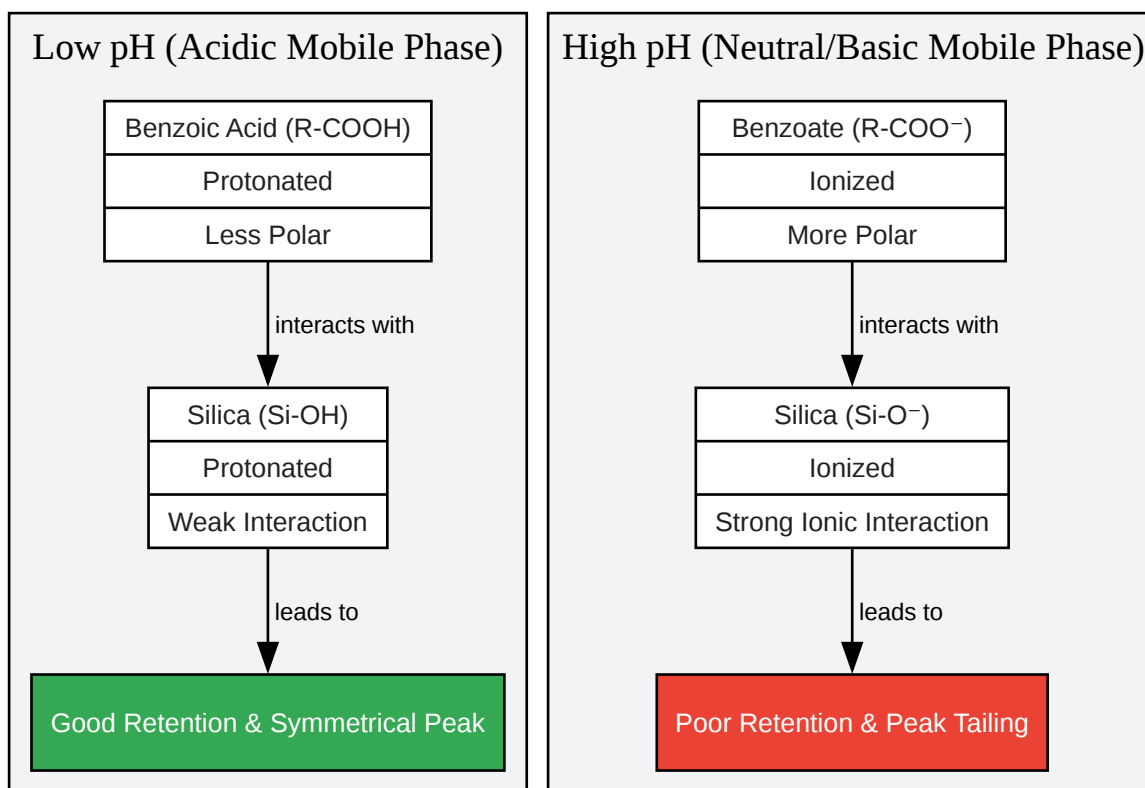 Low pH (Acidic Mobile Phase)
Benzoic Acid (R-COOH)
Protonated
Less Polar
interacts with
Silica (Si-OH)
Protonated
Weak Interaction
leads to
Good Retention & Symmetrical Peak
High pH (Neutral/Basic Mobile Phase)
Benzoate (R-COO⁻)
Ionized
More Polar
interacts with
Silica (Si-O⁻)
Ionized
Strong Ionic Interaction
leads to
Poor Retention & Peak Tailing